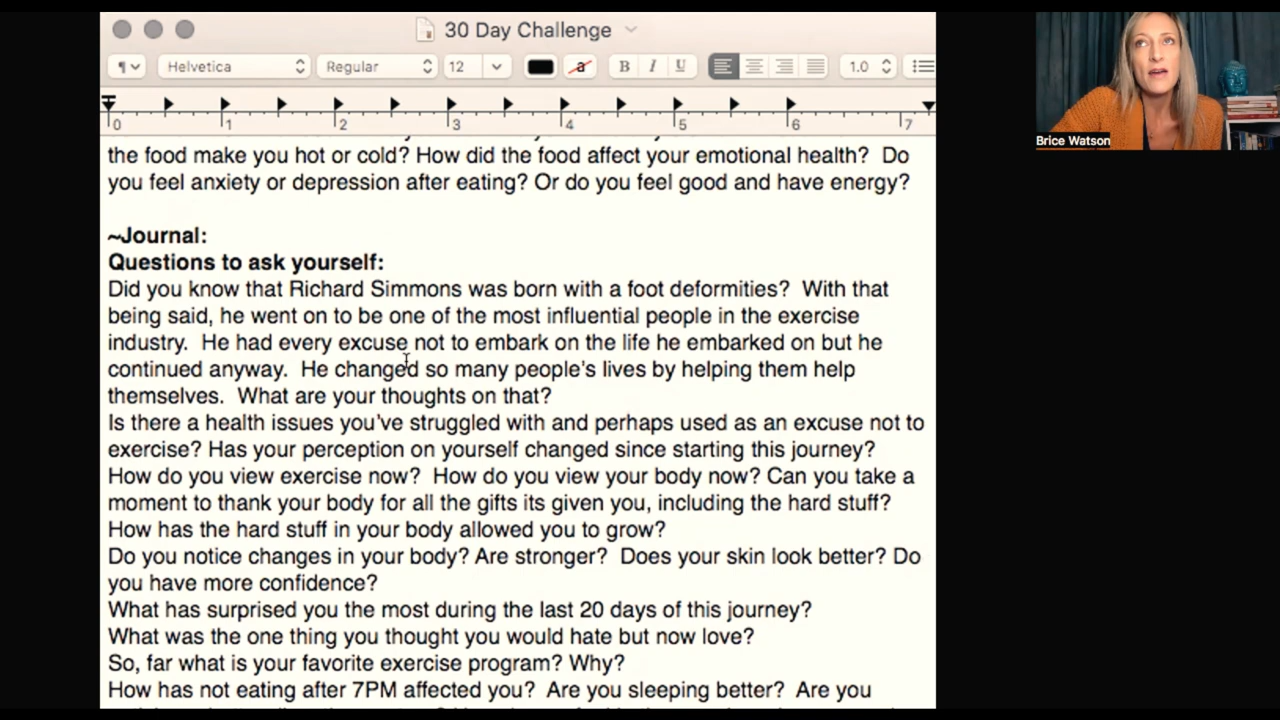 30 Day Challenge
¶ Helvetica Regular 12 a B I U 1.0
0 1 2 3 4 5 6 7
the food make you hot or cold? How did the food affect your emotional health?  Do
you feel anxiety or depression after eating? Or do you feel good and have energy?
~Journal:
Questions to ask yourself:
Did you know that Richard Simmons was born with a foot deformities?  With that
being said, he went on to be one of the most influential people in the exercise
industry.  He had every excuse not to embark on the life he embarked on but he
continued anyway.  He changed so many people's lives by helping them help
themselves.  What are your thoughts on that?
Is there a health issues you've struggled with and perhaps used as an excuse not to
exercise? Has your perception on yourself changed since starting this journey?
How do you view exercise now?  How do you view your body now? Can you take a
moment to thank your body for all the gifts its given you, including the hard stuff?
How has the hard stuff in your body allowed you to grow?
Do you notice changes in your body? Are stronger?  Does your skin look better? Do
you have more confidence?
What has surprised you the most during the last 20 days of this journey?
What was the one thing you thought you would hate but now love?
So, far what is your favorite exercise program? Why?
How has not eating after 7PM affected you?  Are you sleeping better?  Are you
Brice Watson